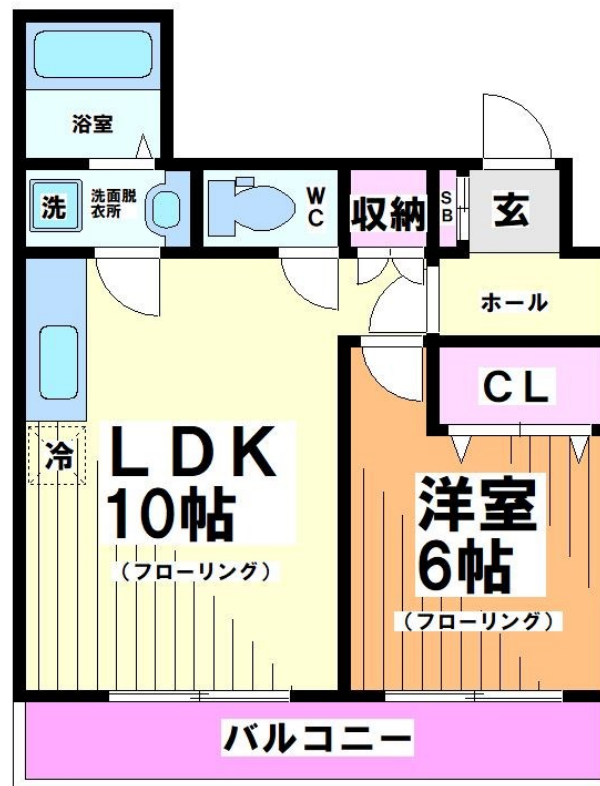 浴室
洗
洗面脱
衣所
WC
収納
SB
玄
ホール
CL
冷
LDK
10帖
（フローリング）
洋室
6帖
（フローリング）
バルコニー